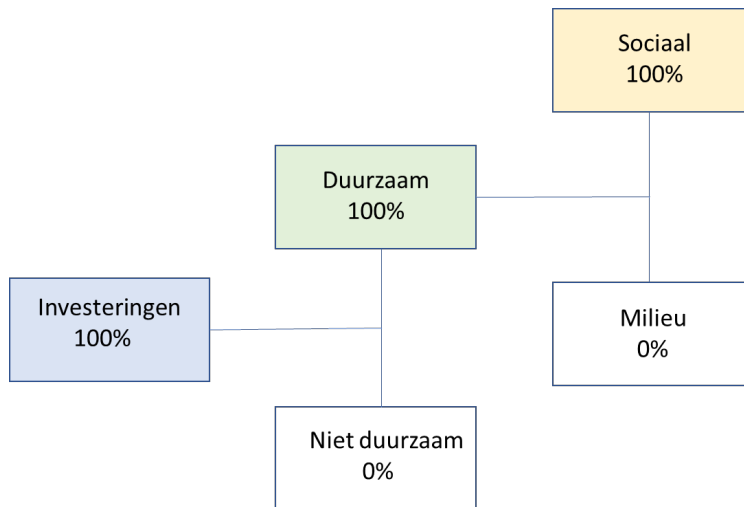 Sociaal
100%
Duurzaam
100%
Investeringen
100%
Milieu
0%
Niet duurzaam
0%